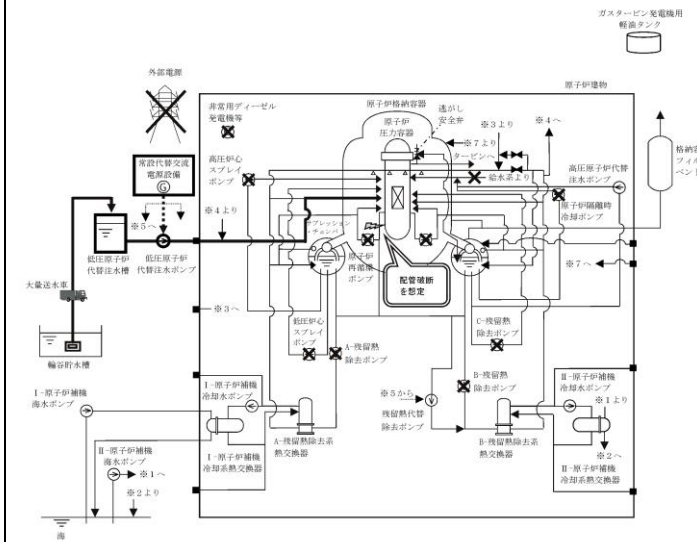 ガスタービン発電機用
軽油タンク
外部電源
原子炉建物
非常用ディーゼル
発電機等
原子炉格納容器
原子炉
圧力容器
逃がし
安全弁
※3より
※4へ
※7より
タービンへ
給水系より
格納容
フィル
ベント
常設代替交流
電源設備
G
高圧炉心
スプレイ
ポンプ
高圧原子炉代替
注水ポンプ
※5へ
※4より
原子炉隔離時
冷却ポンプ
サプレッション
・チェンバ
低圧原子炉
代替注水槽
低圧原子炉
代替注水ポンプ
原子炉
再循環
ポンプ
配管破断
を想定
※7へ
大量送水車
※3へ
低圧炉心
スプレイ
ポンプ
A-残留熱
除去ポンプ
C-残留熱
除去ポンプ
輪谷貯水槽
B-残留熱
除去ポンプ
I-原子炉補機
海水ポンプ
I-原子炉補機
冷却水ポンプ
※5から
残留熱代替
除去ポンプ
II-原子炉補機
冷却水ポンプ
※1より
※2へ
II-原子炉補機
海水ポンプ
※1へ
※2より
I-原子炉補機
冷却系熱交換器
A-残留熱除去系
熱交換器
B-残留熱除去系
熱交換器
II-原子炉補機
冷却系熱交換器
海